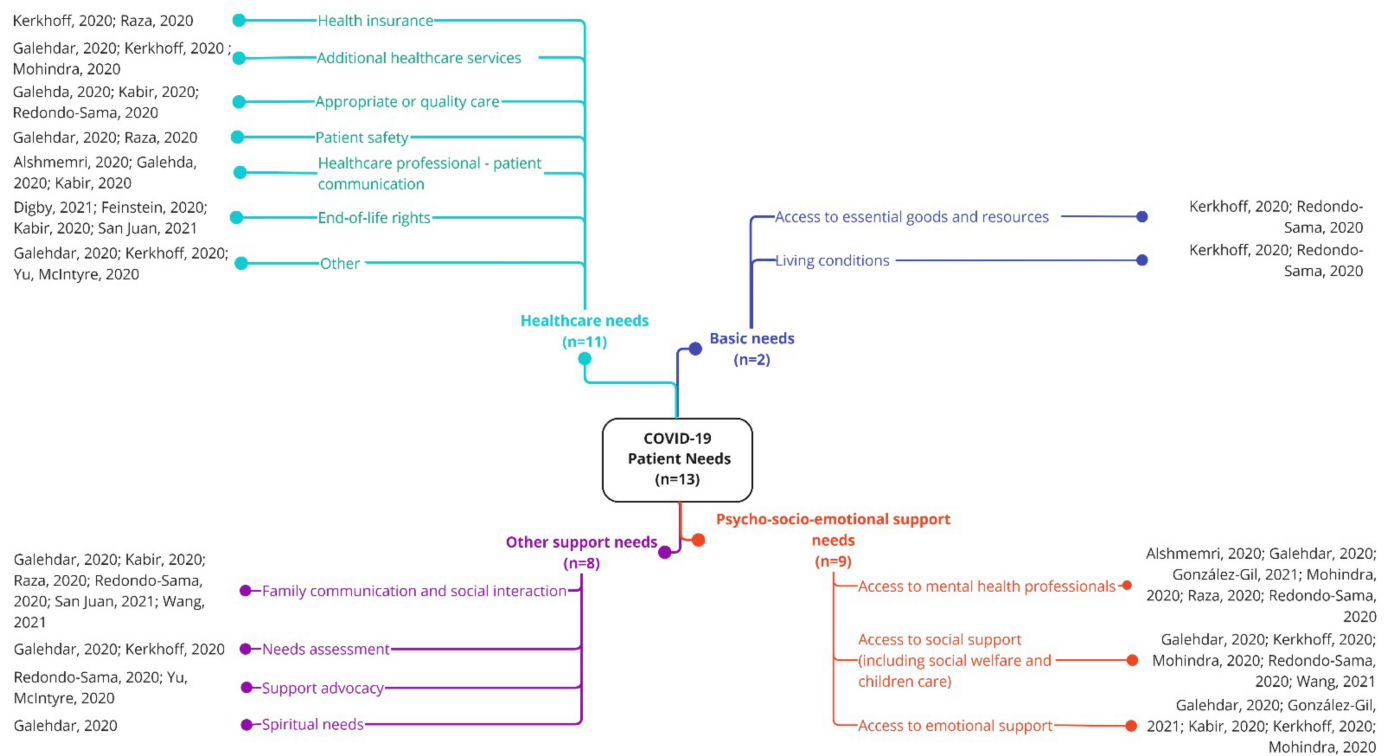 Kerkhoff, 2020; Raza, 2020
Health insurance
Galehdar, 2020; Kerkhoff, 2020 ;
Mohindra, 2020
Additional healthcare services
Galehda, 2020; Kabir, 2020;
Redondo-Sama, 2020
Appropriate or quality care
Galehdar, 2020; Raza, 2020
Patient safety
Alshmemri, 2020; Galehda,
2020; Kabir, 2020
Healthcare professional - patient
communication
Digby, 2021; Feinstein, 2020;
Kabir, 2020; San Juan, 2021
End-of-life rights
Galehdar, 2020; Kerkhoff, 2020;
Yu, McIntyre, 2020
Other
Healthcare needs
(n=11)
Access to essential goods and resources
Kerkhoff, 2020; Redondo-
Sama, 2020
Living conditions
Kerkhoff, 2020; Redondo-
Sama, 2020
Basic needs
(n=2)
COVID-19
Patient Needs
(n=13)
Other support needs
(n=8)
Galehdar, 2020; Kabir, 2020;
Raza, 2020; Redondo-Sama,
2020; San Juan, 2021; Wang,
2021
Family communication and social interaction
Galehdar, 2020; Kerkhoff, 2020
Needs assessment
Redondo-Sama, 2020; Yu,
McIntyre, 2020
Support advocacy
Galehdar, 2020
Spiritual needs
Psycho-socio-emotional support
needs
(n=9)
Access to mental health professionals
Alshmemri, 2020; Galehdar, 2020;
González-Gil, 2021; Mohindra,
2020; Raza, 2020; Redondo-Sama,
2020
Access to social support
(including social welfare and
children care)
Galehdar, 2020; Kerkhoff, 2020;
Mohindra, 2020; Redondo-Sama,
2020; Wang, 2021
Access to emotional support
Galehdar, 2020; González-Gil,
2021; Kabir, 2020; Kerkhoff, 2020;
Mohindra, 2020